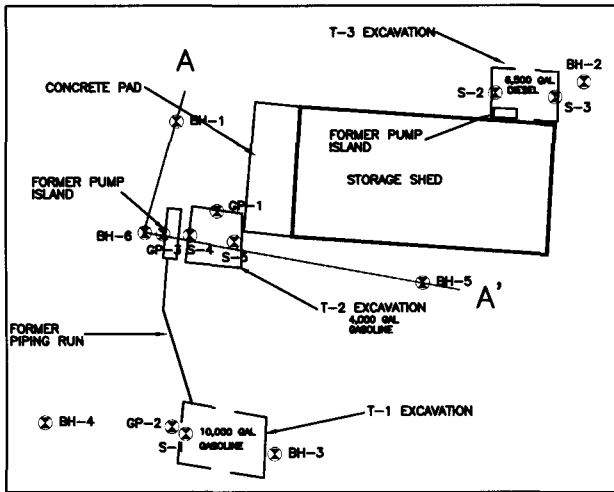 T-3 EXCAVATION
A
BH-2
6,500 GAL
DIESEL
S-2
S-3
CONCRETE PAD
BH-1
FORMER PUMP
ISLAND
STORAGE SHED
FORMER PUMP
ISLAND
GP-1
BH-6
GP-3
S-4
S-5
BH-5
A'
T-2 EXCAVATION
4,000 GAL
GASOLINE
FORMER
PIPING RUN
T-1 EXCAVATION
BH-4
GP-2
S-1
10,000 GAL
GASOLINE
BH-3